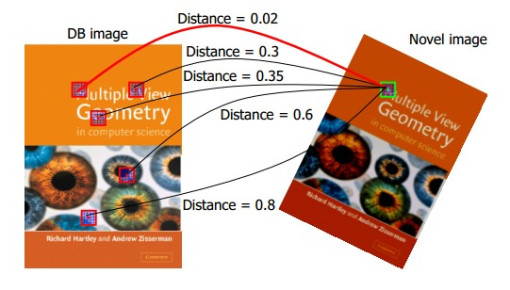 Distance = 0.02
DB image
Novel image
Distance = 0.3
Distance = 0.35
Distance = 0.6
Distance = 0.8
Multiple View
Geometry
in computer science
Richard Hartley and Andrew Zisserman
Multiple View
Geometry
in computer science
Richard Hartley and Andrew Zisserman